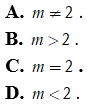 A. m ≠ 2 .
B. m > 2 .
C. m = 2 .
D. m < 2 .